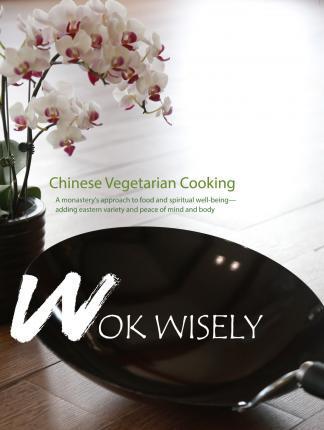 Chinese Vegetarian Cooking
A monastery's approach to food and spiritual well-being—
adding eastern variety and peace of mind and body
WOK WISELY